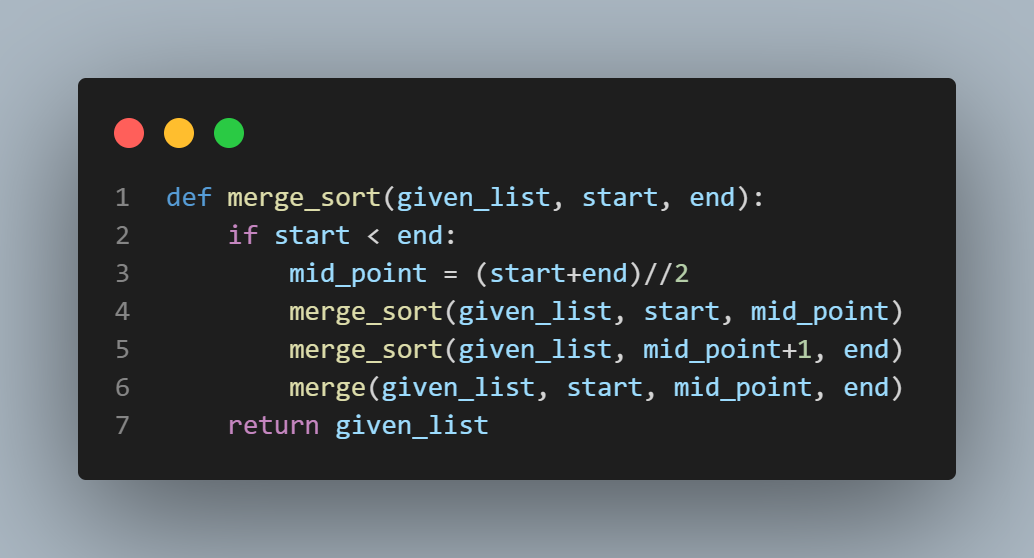 1 def merge_sort(given_list, start, end):
2     if start < end:
3         mid_point = (start+end)//2
4         merge_sort(given_list, start, mid_point)
5         merge_sort(given_list, mid_point+1, end)
6         merge(given_list, start, mid_point, end)
7     return given_list